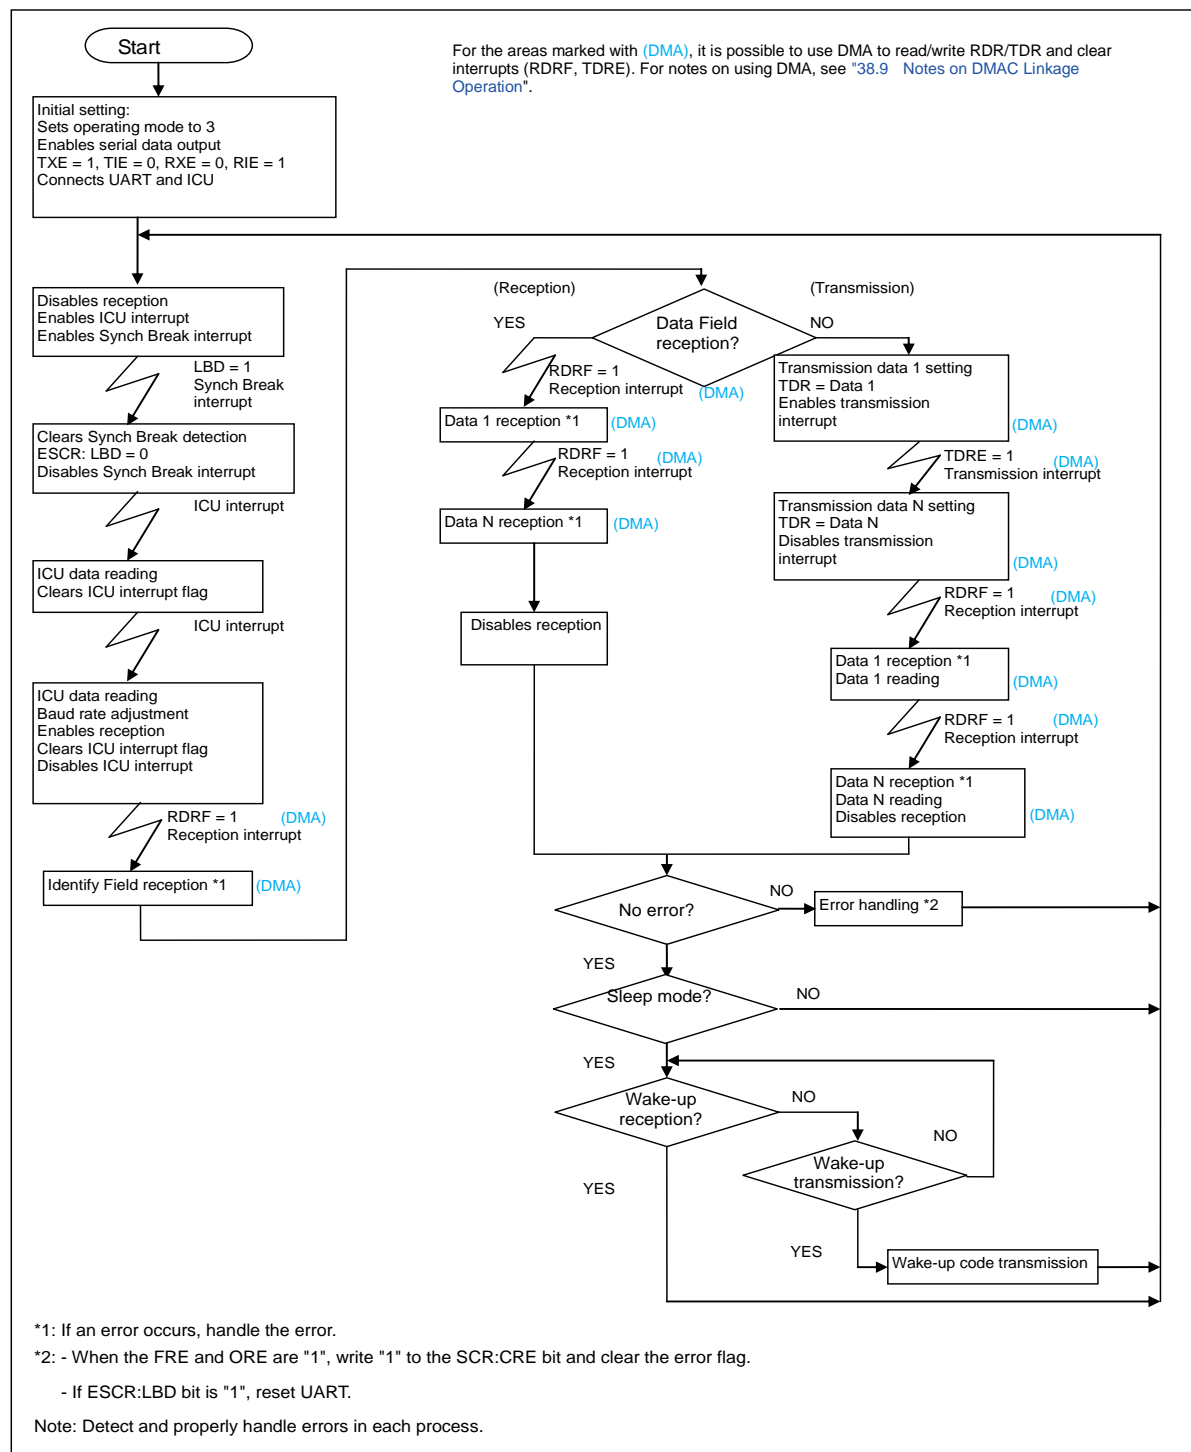 Start
For the areas marked with (DMA), it is possible to use DMA to read/write RDR/TDR and clear
interrupts (RDRF, TDRE). For notes on using DMA, see "38.9 Notes on DMAC Linkage
Operation".
Initial setting:
Sets operating mode to 3
Enables serial data output
TXE = 1, TIE = 0, RXE = 0, RIE = 1
Connects UART and ICU
Disables reception
Enables ICU interrupt
Enables Synch Break interrupt
LBD = 1
Synch Break
interrupt
Clears Synch Break detection
ESCR: LBD = 0
Disables Synch Break interrupt
ICU interrupt
ICU data reading
Clears ICU interrupt flag
ICU interrupt
ICU data reading
Baud rate adjustment
Enables reception
Clears ICU interrupt flag
Disables ICU interrupt
RDRF = 1 (DMA)
Reception interrupt
Identify Field reception *1 (DMA)
Data Field
reception?
(Reception)
YES
RDRF = 1
Reception interrupt (DMA)
Data 1 reception *1 (DMA)
RDRF = 1 (DMA)
Reception interrupt
Data N reception *1 (DMA)
Disables reception
(Transmission)
NO
Transmission data 1 setting
TDR = Data 1
Enables transmission
interrupt (DMA)
TDRE = 1 (DMA)
Transmission interrupt
Transmission data N setting
TDR = Data N
Disables transmission
interrupt (DMA)
RDRF = 1 (DMA)
Reception interrupt
Data 1 reception *1
Data 1 reading (DMA)
RDRF = 1 (DMA)
Reception interrupt
Data N reception *1
Data N reading
Disables reception (DMA)
No error?
NO
Error handling *2
YES
Sleep mode?
NO
YES
Wake-up
reception?
NO
NO
Wake-up
transmission?
YES
YES
Wake-up code transmission
*1: If an error occurs, handle the error.
*2: - When the FRE and ORE are "1", write "1" to the SCR:CRE bit and clear the error flag.
- If ESCR:LBD bit is "1", reset UART.
Note: Detect and properly handle errors in each process.